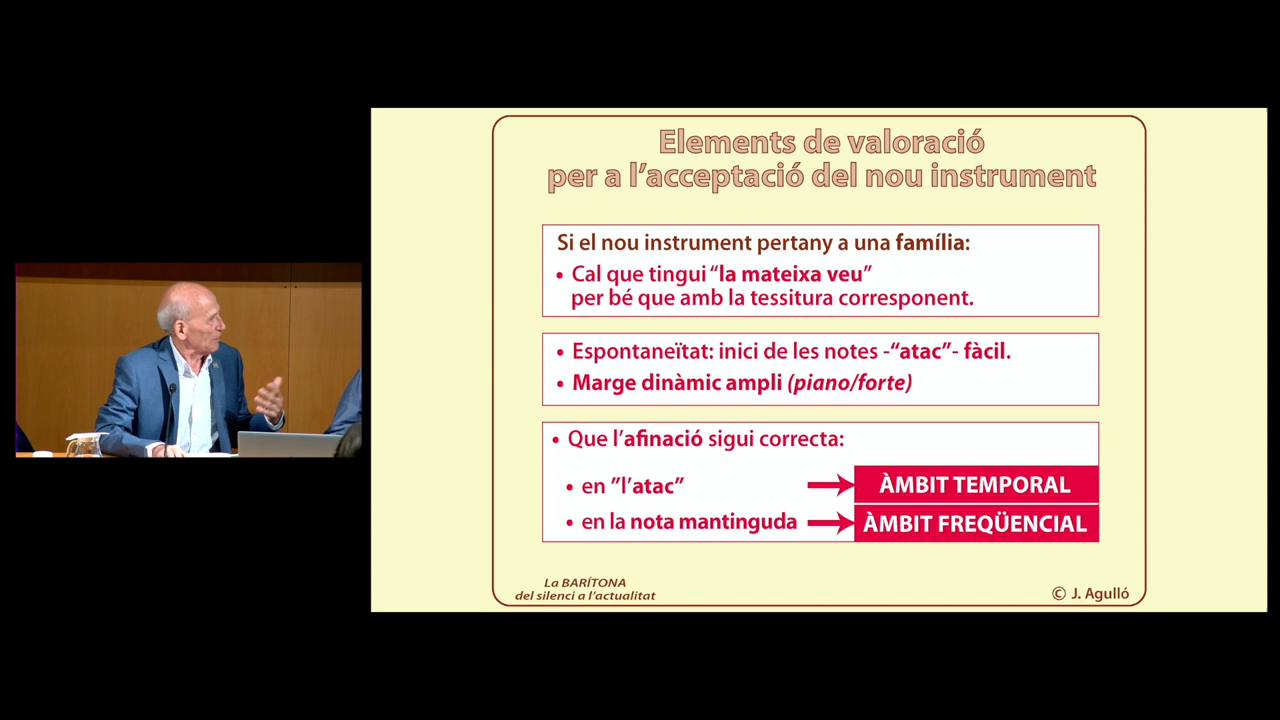 Elements de valoració
per a l’acceptació del nou instrument
Si el nou instrument pertany a una família:
• Cal que tingui “la mateixa veu”
per bé que amb la tessitura corresponent.
• Espontaneïtat: inici de les notes -“atac”- fàcil.
• Marge dinàmic ampli (piano/forte)
• Que l’afinació sigui correcta:
• en ”l’atac” ÀMBIT TEMPORAL
• en la nota mantinguda ÀMBIT FREQÜENCIAL
La BARÍTONA
del silenci a l’actualitat
© J. Agulló